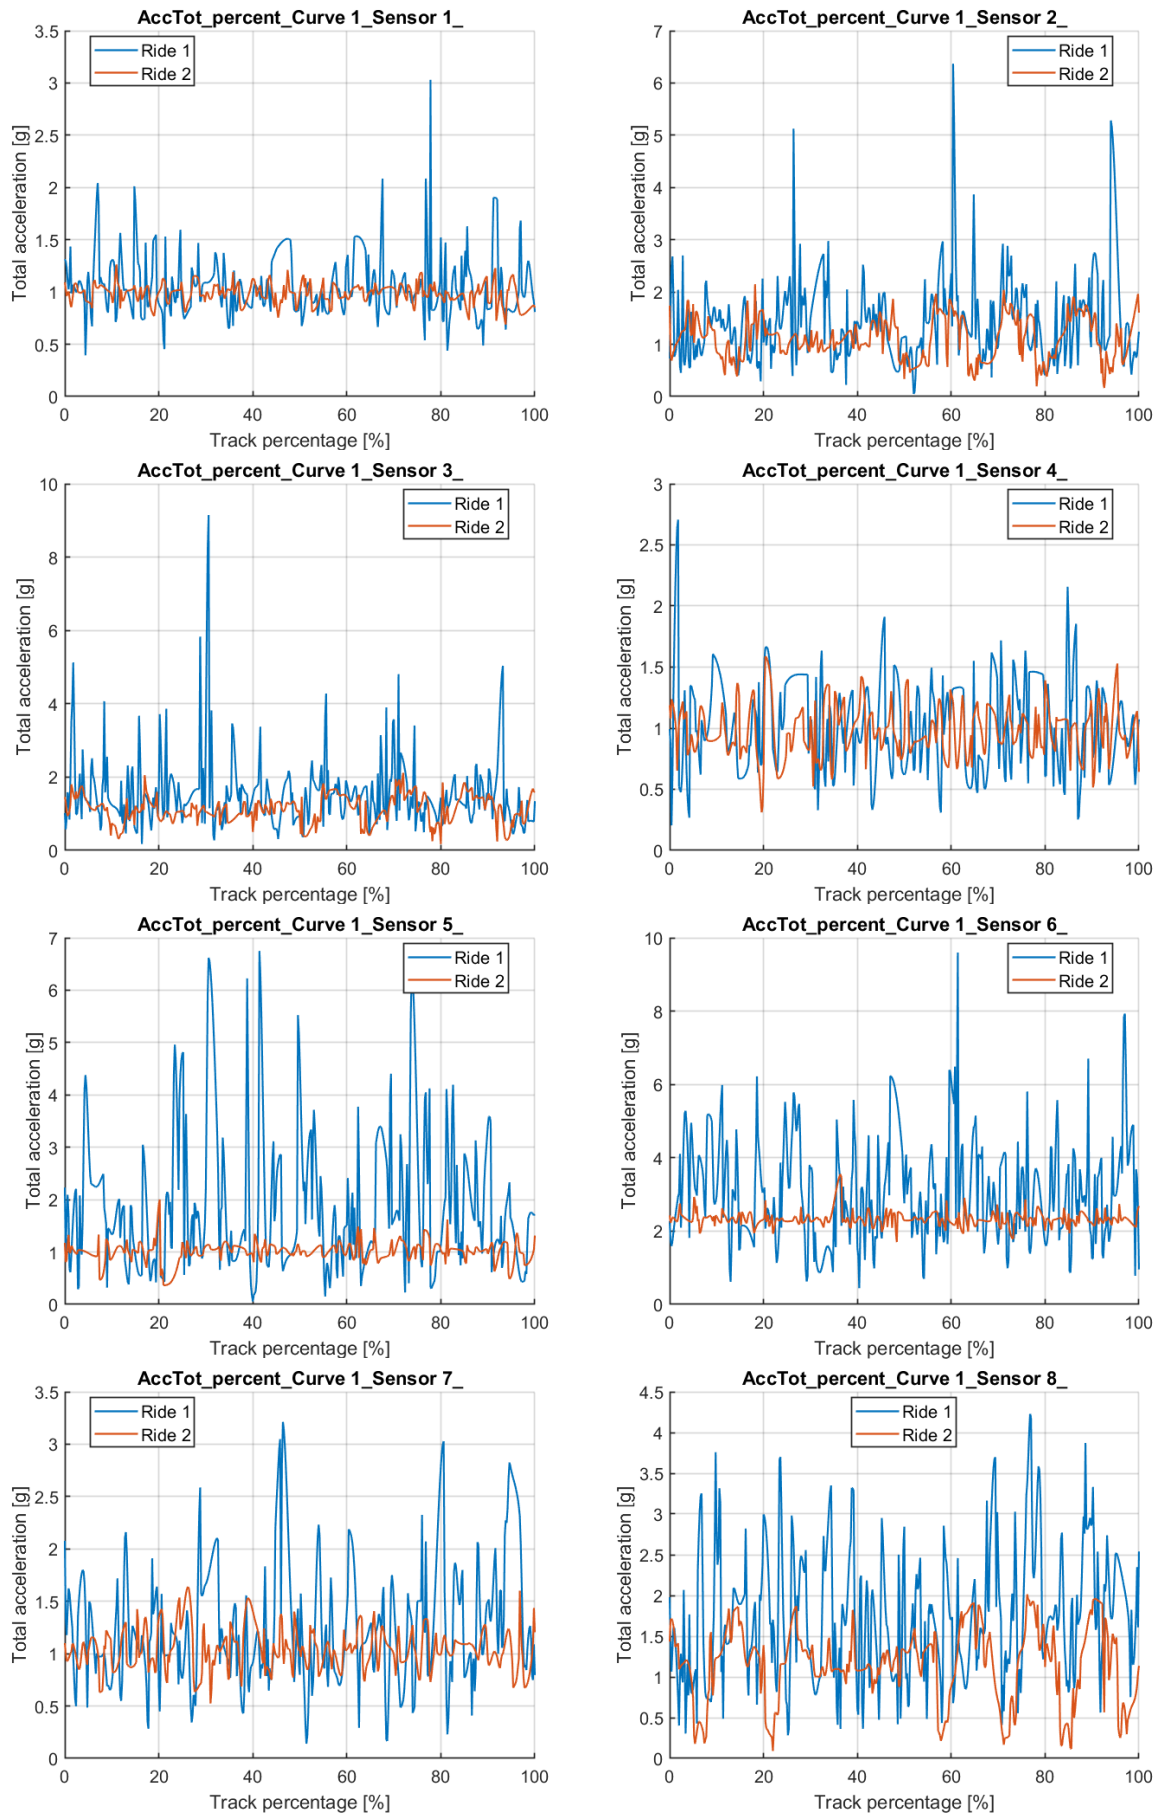 AccTot_percent_Curve 1_Sensor 1_
3.5
3
2.5
2
1.5
1
0.5
0
Total acceleration [g]
Ride 1
Ride 2
0 20 40 60 80 100
Track percentage [%]
AccTot_percent_Curve 1_Sensor 2_
7
6
5
4
3
2
1
0
Total acceleration [g]
Ride 1
Ride 2
0 20 40 60 80 100
Track percentage [%]
AccTot_percent_Curve 1_Sensor 3_
10
8
6
4
2
0
Total acceleration [g]
Ride 1
Ride 2
0 20 40 60 80 100
Track percentage [%]
AccTot_percent_Curve 1_Sensor 4_
3
2.5
2
1.5
1
0.5
0
Total acceleration [g]
Ride 1
Ride 2
0 20 40 60 80 100
Track percentage [%]
AccTot_percent_Curve 1_Sensor 5_
7
6
5
4
3
2
1
0
Total acceleration [g]
Ride 1
Ride 2
0 20 40 60 80 100
Track percentage [%]
AccTot_percent_Curve 1_Sensor 6_
10
8
6
4
2
0
Total acceleration [g]
Ride 1
Ride 2
0 20 40 60 80 100
Track percentage [%]
AccTot_percent_Curve 1_Sensor 7_
3.5
3
2.5
2
1.5
1
0.5
0
Total acceleration [g]
Ride 1
Ride 2
0 20 40 60 80 100
Track percentage [%]
AccTot_percent_Curve 1_Sensor 8_
4.5
4
3.5
3
2.5
2
1.5
1
0.5
0
Total acceleration [g]
Ride 1
Ride 2
0 20 40 60 80 100
Track percentage [%]